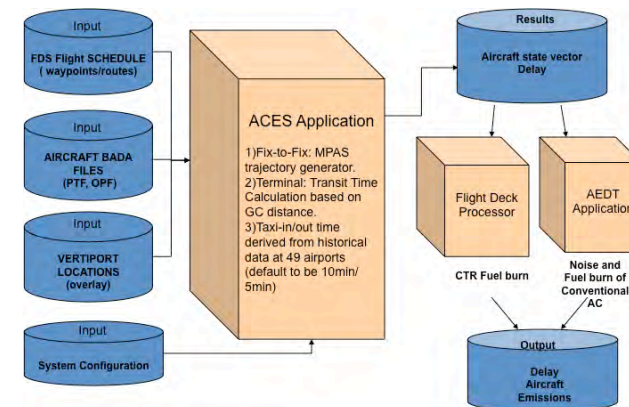 Input
FDS Flight SCHEDULE
( waypoints/routes)
Input
AIRCRAFT BADA
FILES
(PTF, OPF)
Input
VERTIPORT
LOCATIONS
(overlay)
Input
System Configuration
ACES Application
1)Fix-to-Fix: MPAS
trajectory generator.
2)Terminal: Transit Time
Calculation based on
GC distance.
3)Taxi-in/out time
derived from historical
data at 49 airports
(default to be 10min/
5min)
Results
Aircraft state vector
Delay
Flight Deck
Processor
CTR Fuel burn
AEDT
Application
Noise and
Fuel burn of
Conventional
AC
Output
Delay
Aircraft
Emissions